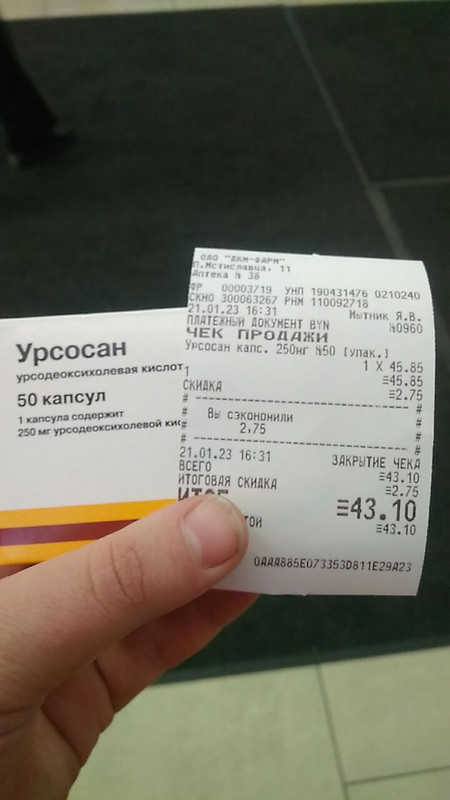 Урсосан
урсодеоксихолевая кислот
50 капсул
1 капсула содержит
250 мг урсодеоксихолевой кис
ОАО "ДКМ-ФАРМ"
П.Мстиславца, 11
Аптека № 38
ФР 00003719 УНП 190431476 0210240
СКНО 300063267 РНМ 110092718
21.01.23 16:31 Мытник Я.В.
ПЛАТЕЖНЫЙ ДОКУМЕНТ BYN №0960
ЧЕК ПРОДАЖИ
Урсосан капс. 250мг №50 [упак.]
1 X 45.85
1 =45.85
СКИДКА =2.75
# ------------------------ #
# Вы сэкономили #
# 2.75 #
# ------------------------ #
21.01.23 16:31 ЗАКРЫТИЕ ЧЕКА
ВСЕГО =43.10
ИТОГОВАЯ СКИДКА =2.75
ИТОГ =43.10
ТОЙ =43.10
0AAA885E073353D811E29A23